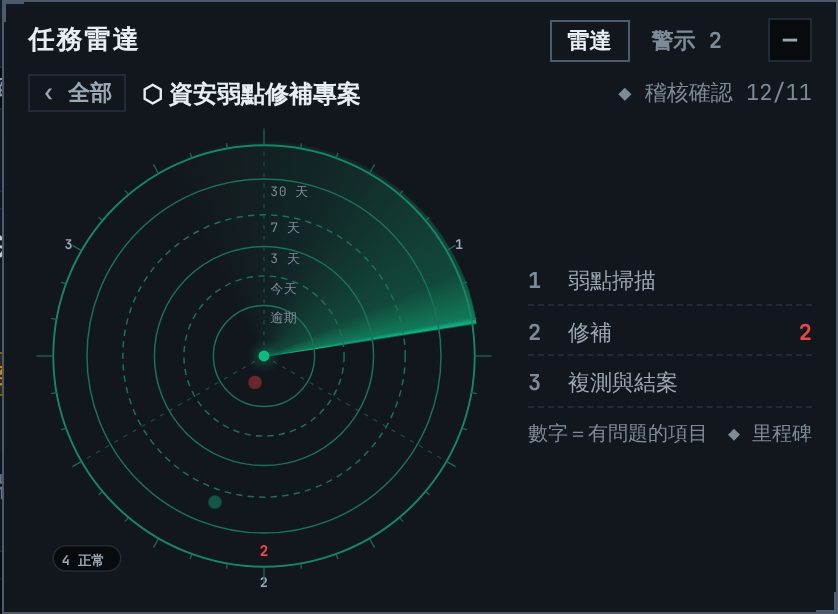 任務雷達
雷達
警示 2
‹ 全部
資安弱點修補專案
◆ 稽核確認 12/11
30 天
7 天
3 天
今天
逾期
3
1
2
2
4 正常
1 弱點掃描
2 修補 2
3 複測與結案
數字＝有問題的項目 ◆ 里程碑